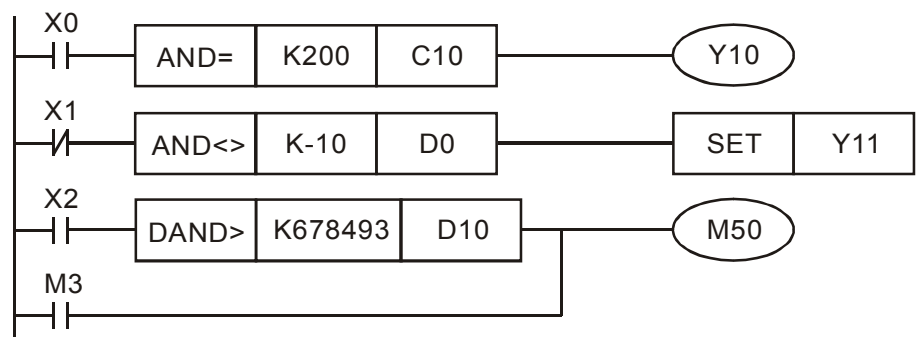 X0
AND= K200 C10 Y10
X1
AND<> K-10 D0 SET Y11
X2
DAND> K678493 D10 M50
M3